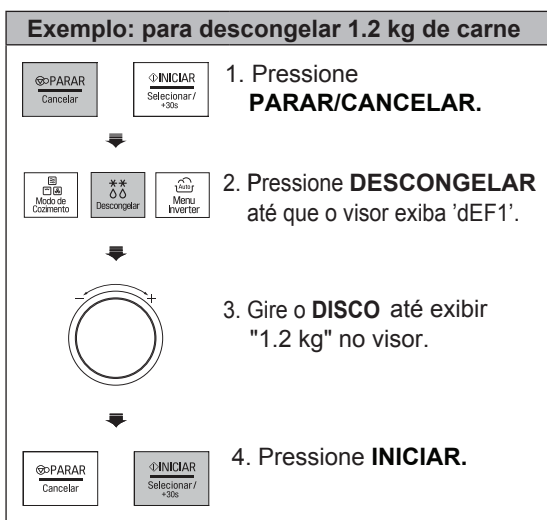 Exemplo: para descongelar 1.2 kg de carne
PARAR
Cancelar
INICIAR
Selecionar/
+30s
1. Pressione
PARAR/CANCELAR.
Modo de
Cozimento
Descongelar
Auto
Menu
Inverter
2. Pressione DESCONGELAR
até que o visor exiba ’dEF1’.
- +
3. Gire o DISCO até exibir
"1.2 kg" no visor.
PARAR
Cancelar
INICIAR
Selecionar/
+30s
4. Pressione INICIAR.